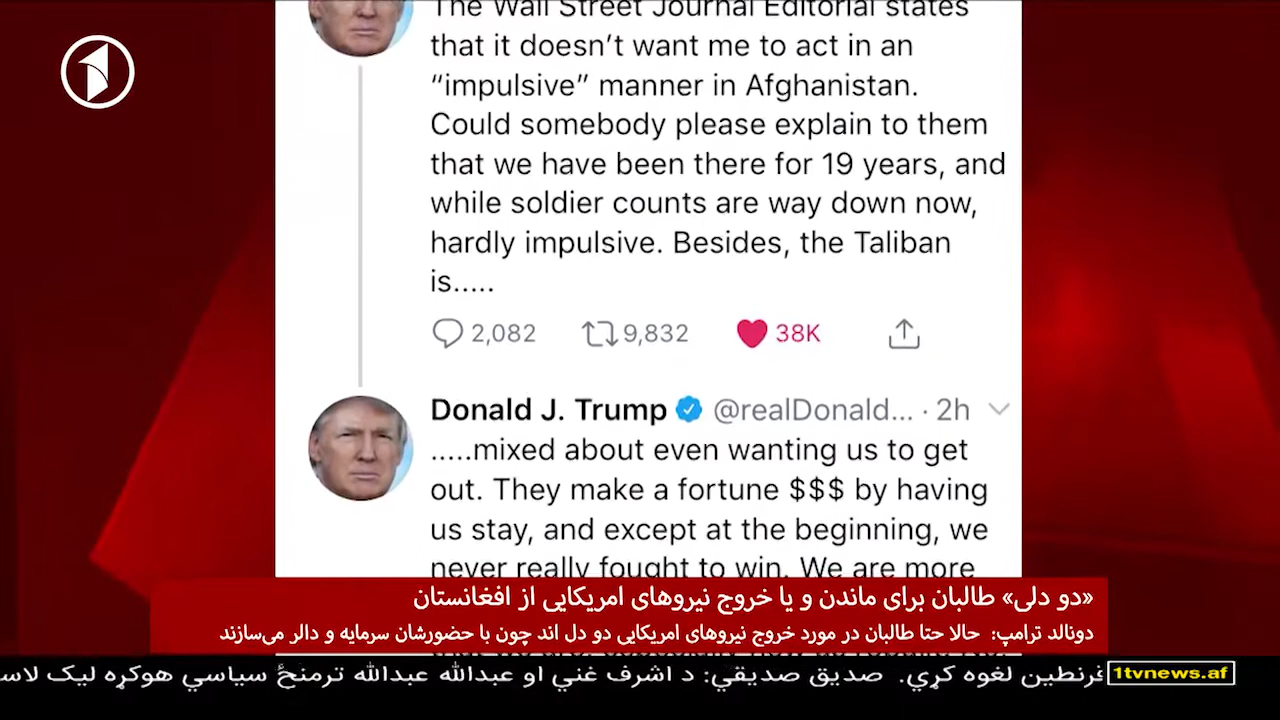 The Wall Street Journal Editorial states
that it doesn’t want me to act in an
“impulsive” manner in Afghanistan.
Could somebody please explain to them
that we have been there for 19 years, and
while soldier counts are way down now,
hardly impulsive. Besides, the Taliban
is.....
2,082 9,832 38K
Donald J. Trump @realDonald... · 2h
.....mixed about even wanting us to get
out. They make a fortune $$$ by having
us stay, and except at the beginning, we
never really fought to win. We are more
«دو دلی» طالبان برای ماندن و یا خروج نیروهای امریکایی از افغانستان
دونالد ترامپ: حالا حتا طالبان در مورد خروج نیروهای امریکایی دو دل اند چون با حضورشان سرمایه و دالر می‌سازند
فرنطین لغوه کړي. صدیق صدیقي: د اشرف غني او عبدالله عبدالله ترمنځ سیاسي هوکړه لیک لاس
1tvnews.af